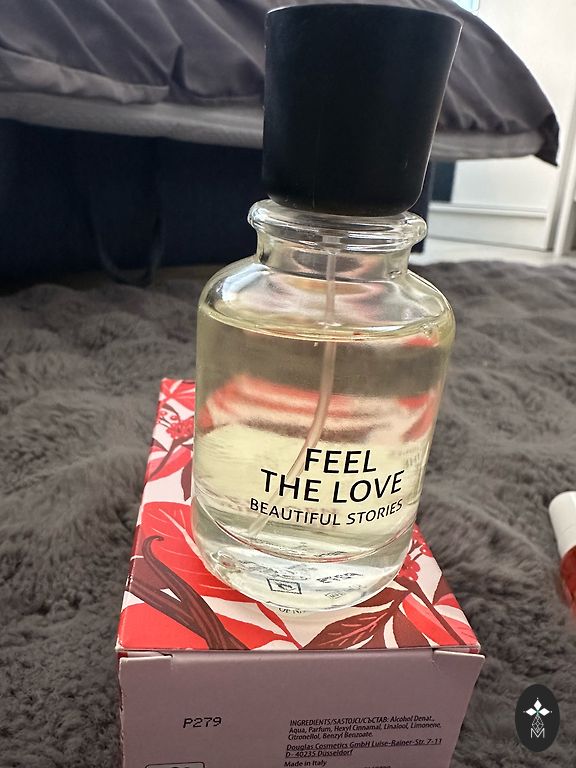 FEEL
THE LOVE
BEAUTIFUL STORIES
P279
INGREDIENTS/SASTOJCI/СЪСТАВ: Alcohol Denat.,
Aqua, Parfum, Hexyl Cinnamal, Linalool, Limonene,
Citronellol, Benzyl Benzoate.
Douglas Cosmetics GmbH Luise-Rainer-Str. 7-11
D- 40235 Düsseldorf
Made in Italy
M